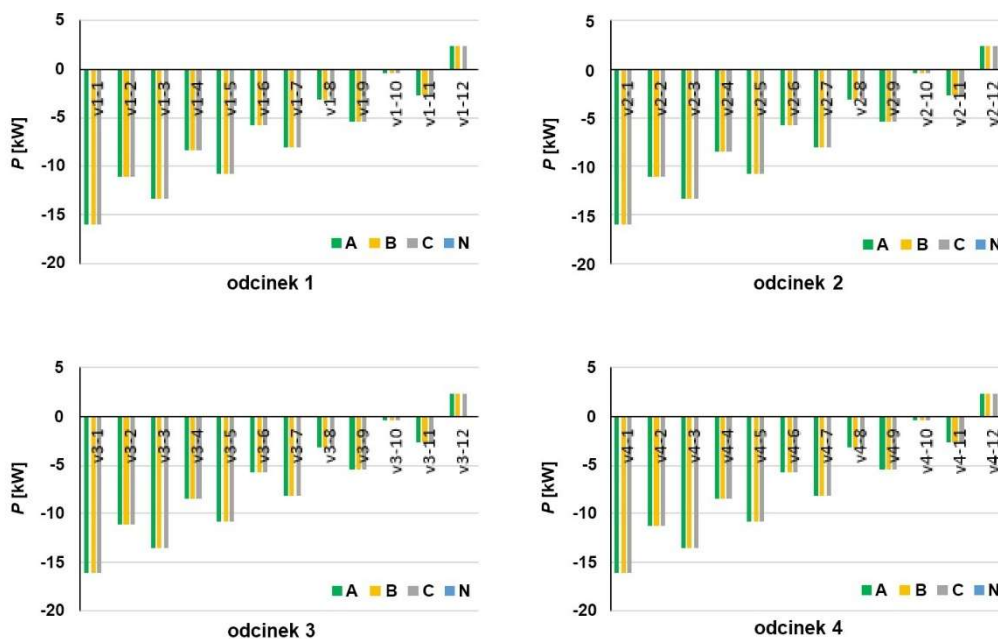 5
0
-5
-10
-15
-20
P [kW]
v1-1 v1-2 v1-3 v1-4 v1-5 v1-6 v1-7 v1-8 v1-9 v1-10 v1-11 v1-12
A B C N
odcinek 1
5
0
-5
-10
-15
-20
P [kW]
v2-1 v2-2 v2-3 v2-4 v2-5 v2-6 v2-7 v2-8 v2-9 v2-10 v2-11 v2-12
A B C N
odcinek 2
5
0
-5
-10
-15
-20
P [kW]
v3-1 v3-2 v3-3 v3-4 v3-5 v3-6 v3-7 v3-8 v3-9 v3-10 v3-11 v3-12
A B C N
odcinek 3
5
0
-5
-10
-15
-20
P [kW]
v4-1 v4-2 v4-3 v4-4 v4-5 v4-6 v4-7 v4-8 v4-9 v4-10 v4-11 v4-12
A B C N
odcinek 4